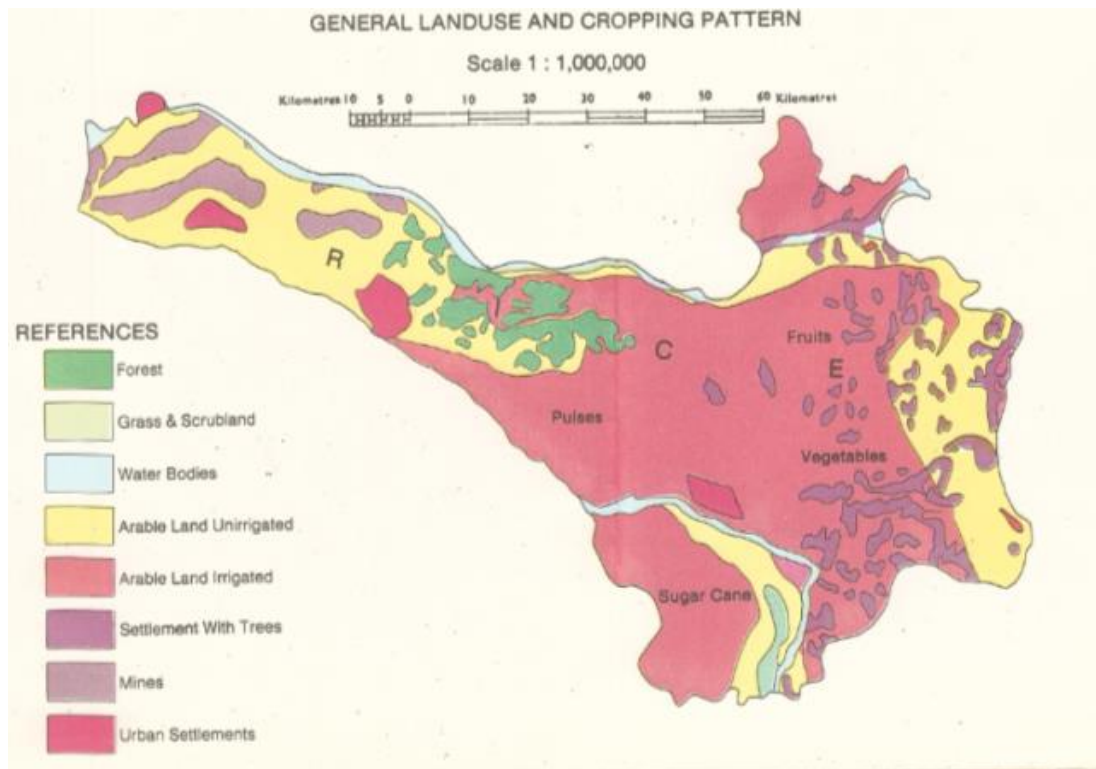 GENERAL LANDUSE AND CROPPING PATTERN
Scale 1 : 1,000,000
Kilometres 10 5 0 10 20 30 40 50 60 Kilometres
R
C
Fruits
E
Pulses
Vegetables
Sugar Cane
REFERENCES
Forest
Grass & Scrubland
Water Bodies
Arable Land Unirrigated
Arable Land Irrigated
Settlement With Trees
Mines
Urban Settlements